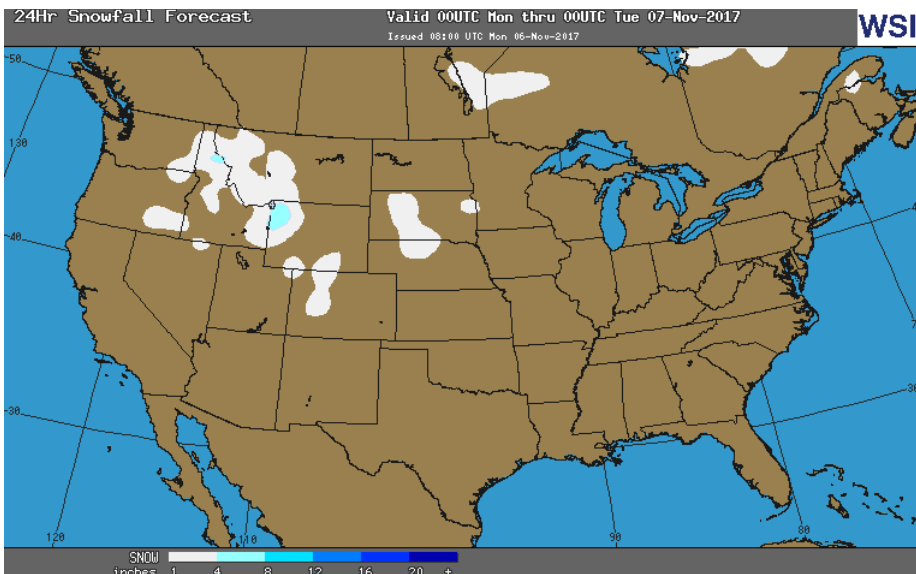 24Hr Snowfall Forecast
Valid 00UTC Mon thru 00UTC Tue 07-Nov-2017
Issued 08:00 UTC Mon 06-Nov-2017
WSI
50
130
40
30
120
110
90
80
30
SNOW
inches 1 4 8 12 16 20 +